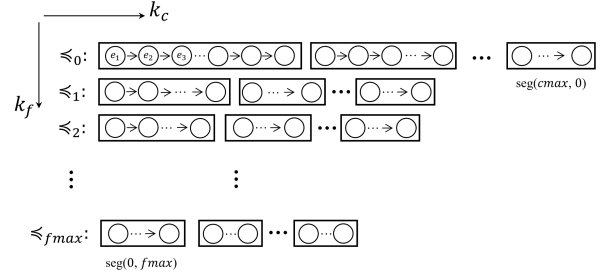 k_c
≼_0: e_1 → e_2 → e_3 ⋯ → → ⋯ → ⋯ ⋯ →
seg(cmax, 0)
k_f
≼_1: → → ⋯ → ⋯ → ⋯ ⋯ →
≼_2: → → ⋯ → ⋯ → ⋯ ⋯ →
⋮ ⋮
≼_fmax: ⋯ → ⋯ ⋯ ⋯
seg(0, fmax)